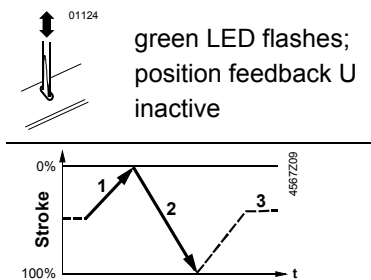 01124
green LED flashes;
position feedback U
inactive
0%
Stroke
100%
1
2
3
t
4567Z09